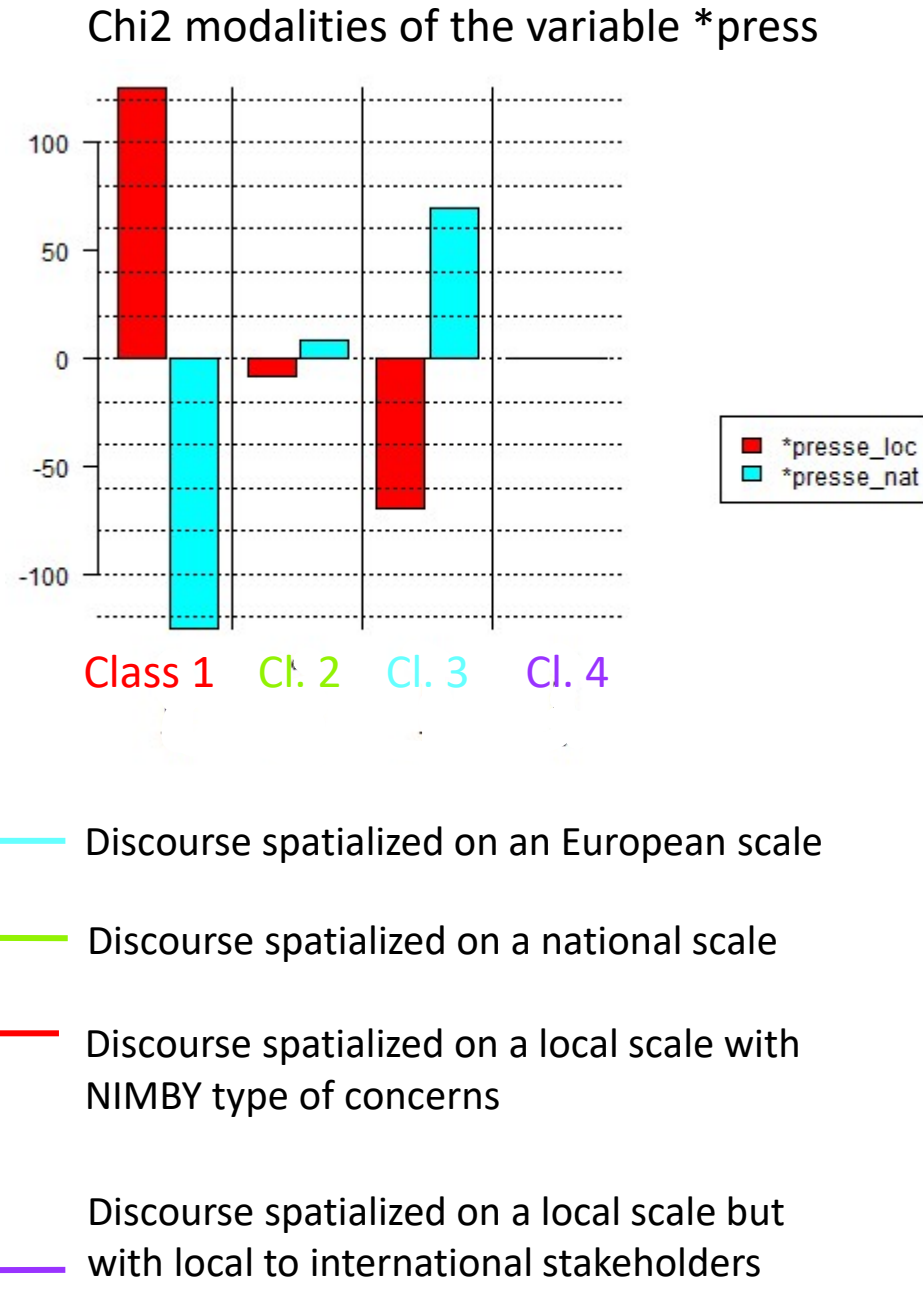 Chi2 modalities of the variable *press
100
50
0
-50
-100
*presse_loc
*presse_nat
Class 1 Cl. 2 Cl. 3 Cl. 4
Discourse spatialized on an European scale
Discourse spatialized on a national scale
Discourse spatialized on a local scale with
NIMBY type of concerns
Discourse spatialized on a local scale but
with local to international stakeholders